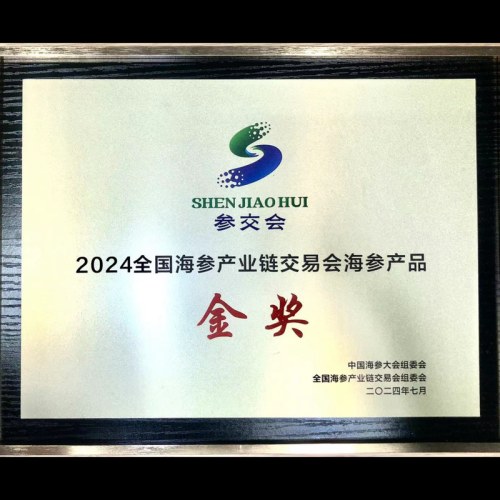 SHEN JIAO HUI
参交会
2024全国海参产业链交易会海参产品
金奖
中国海参大会组委会
全国海参产业链交易会组委会
二〇二四年七月